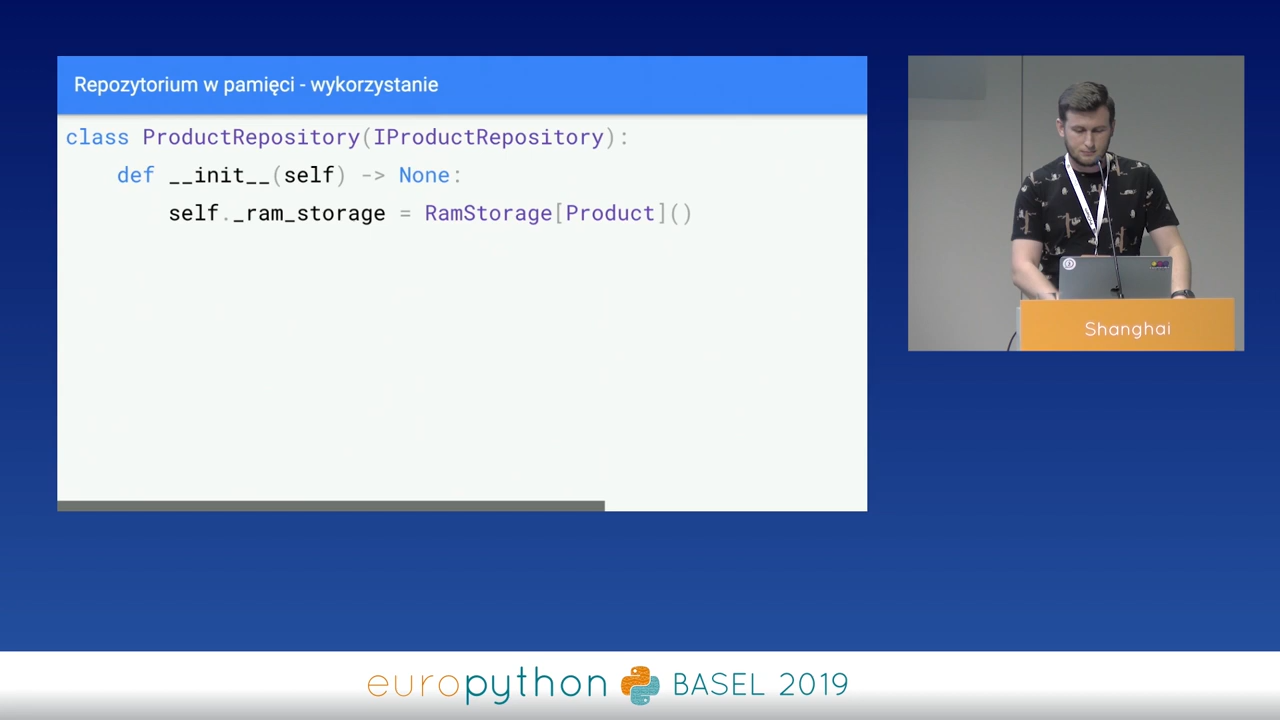 Repozytorium w pamięci - wykorzystanie
class ProductRepository(IProductRepository):
    def __init__(self) -> None:
        self._ram_storage = RamStorage[Product]()
Shanghai
europython BASEL 2019